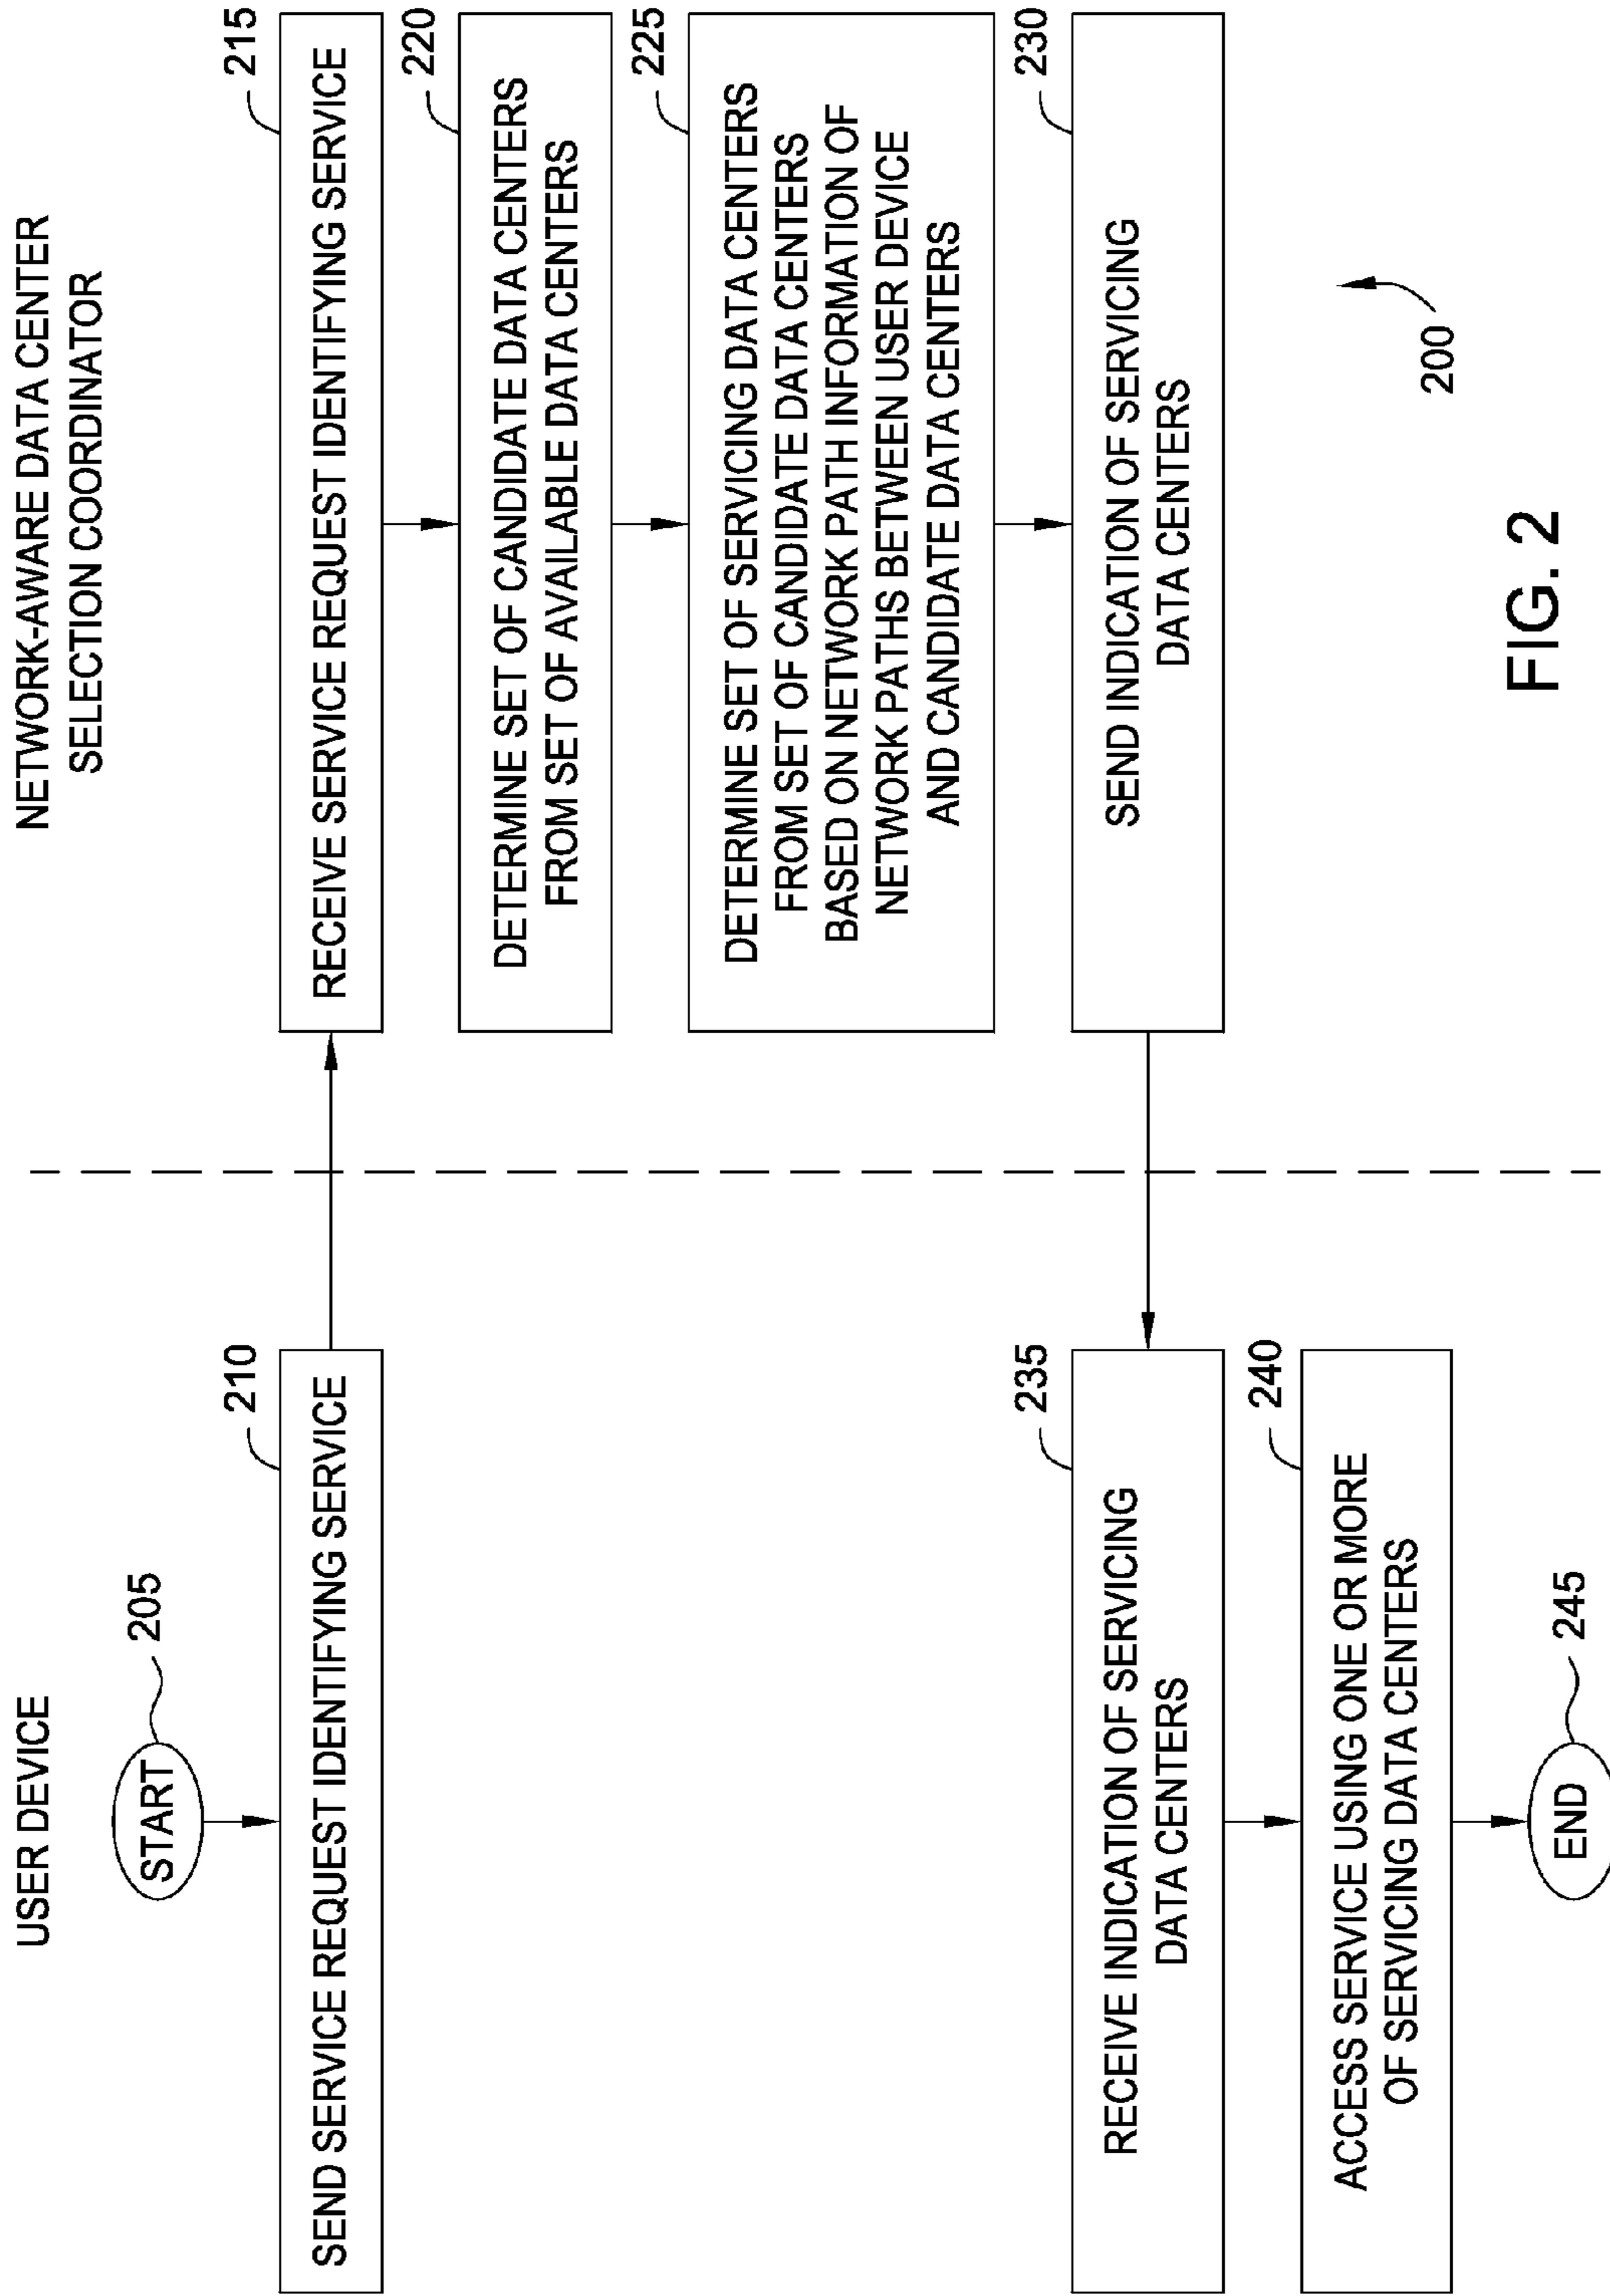 USER DEVICE
START
205
210
SEND SERVICE REQUEST IDENTIFYING SERVICE
235
RECEIVE INDICATION OF SERVICING
DATA CENTERS
240
ACCESS SERVICE USING ONE OR MORE
OF SERVICING DATA CENTERS
END
245
NETWORK-AWARE DATA CENTER
SELECTION COORDINATOR
215
RECEIVE SERVICE REQUEST IDENTIFYING SERVICE
220
DETERMINE SET OF CANDIDATE DATA CENTERS
FROM SET OF AVAILABLE DATA CENTERS
225
DETERMINE SET OF SERVICING DATA CENTERS
FROM SET OF CANDIDATE DATA CENTERS
BASED ON NETWORK PATH INFORMATION OF
NETWORK PATHS BETWEEN USER DEVICE
AND CANDIDATE DATA CENTERS
230
SEND INDICATION OF SERVICING
DATA CENTERS
200
FIG. 2